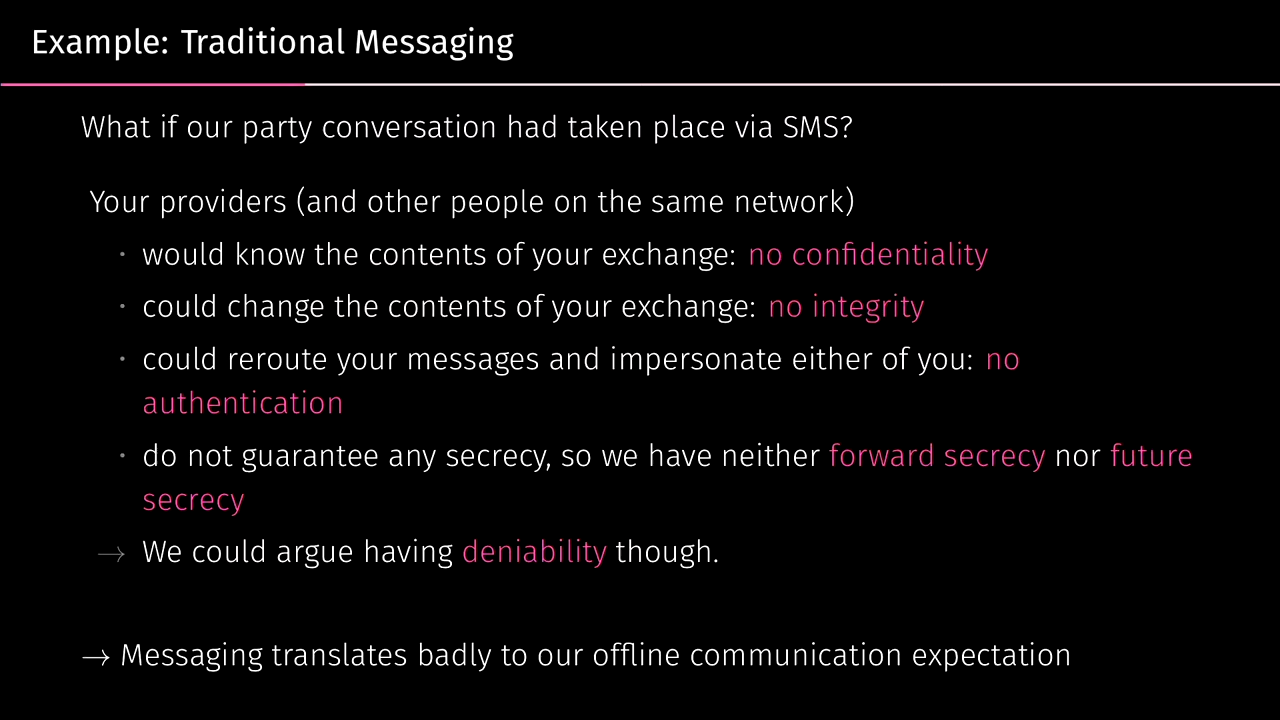 Example: Traditional Messaging
What if our party conversation had taken place via SMS?
Your providers (and other people on the same network)
· would know the contents of your exchange: no confidentiality
· could change the contents of your exchange: no integrity
· could reroute your messages and impersonate either of you: no
authentication
· do not guarantee any secrecy, so we have neither forward secrecy nor future
secrecy
→ We could argue having deniability though.
→ Messaging translates badly to our offline communication expectation